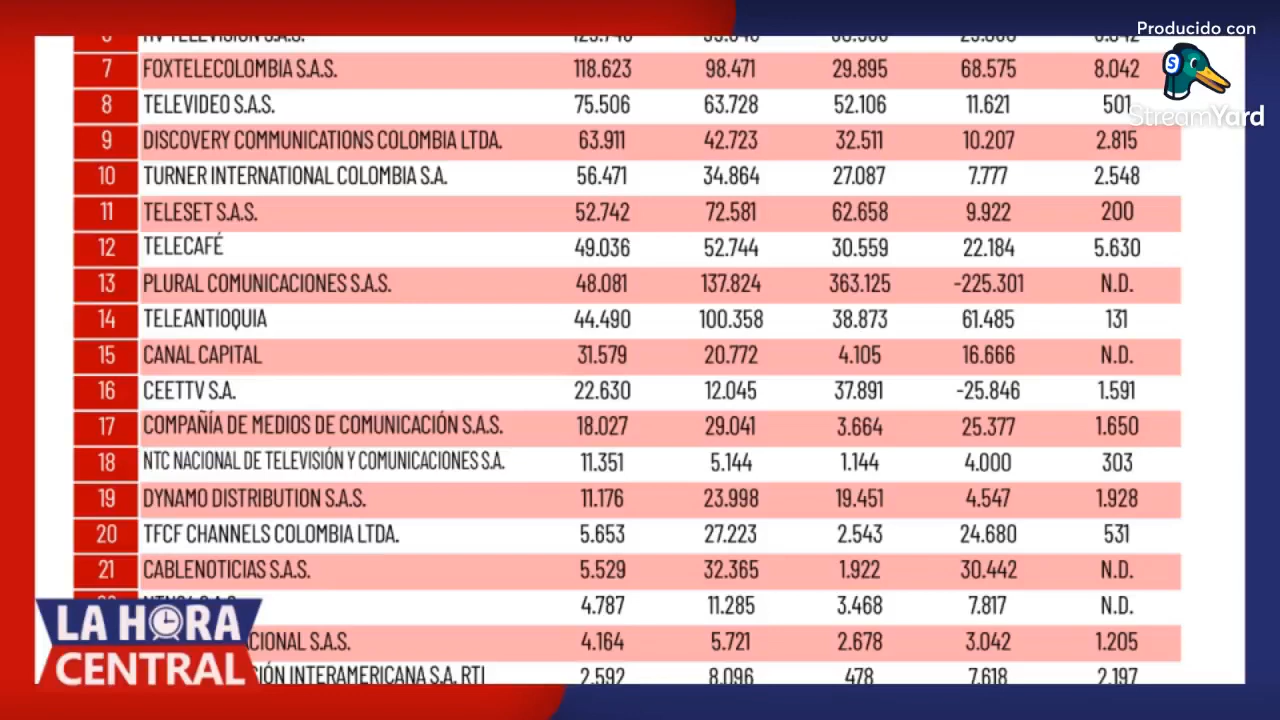 Producido con
StreamYard
RV TELEVISIÓN S.A.S.
7 FOXTELECOLOMBIA S.A.S. 118.623 98.471 29.895 68.575 8.042
8 TELEVIDEO S.A.S. 75.506 63.728 52.106 11.621 501
9 DISCOVERY COMMUNICATIONS COLOMBIA LTDA. 63.911 42.723 32.511 10.207 2.815
10 TURNER INTERNATIONAL COLOMBIA S.A. 56.471 34.864 27.087 7.777 2.548
11 TELESET S.A.S. 52.742 72.581 62.658 9.922 200
12 TELECAFÉ 49.036 52.744 30.559 22.184 5.630
13 PLURAL COMUNICACIONES S.A.S. 48.081 137.824 363.125 -225.301 N.D.
14 TELEANTIOQUIA 44.490 100.358 38.873 61.485 131
15 CANAL CAPITAL 31.579 20.772 4.105 16.666 N.D.
16 CEETTV S.A. 22.630 12.045 37.891 -25.846 1.591
17 COMPAÑÍA DE MEDIOS DE COMUNICACIÓN S.A.S. 18.027 29.041 3.664 25.377 1.650
18 NTC NACIONAL DE TELEVISIÓN Y COMUNICACIONES S.A. 11.351 5.144 1.144 4.000 303
19 DYNAMO DISTRIBUTION S.A.S. 11.176 23.998 19.451 4.547 1.928
20 TFCF CHANNELS COLOMBIA LTDA. 5.653 27.223 2.543 24.680 531
21 CABLENOTICIAS S.A.S. 5.529 32.365 1.922 30.442 N.D.
4.787 11.285 3.468 7.817 N.D.
CIONAL S.A.S. 4.164 5.721 2.678 3.042 1.205
IÓN INTERAMERICANA S.A. RTI 2.592 8.096 478 7.618 2.197
LA HORA
CENTRAL